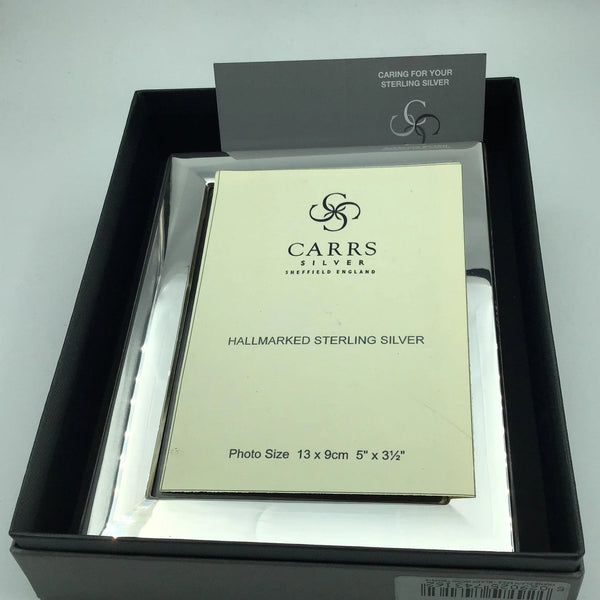 CARING FOR YOUR
STERLING SILVER
CARRS
SILVER
SHEFFIELD ENGLAND
HALLMARKED STERLING SILVER
Photo Size 13 x 9cm 5" x 3½"